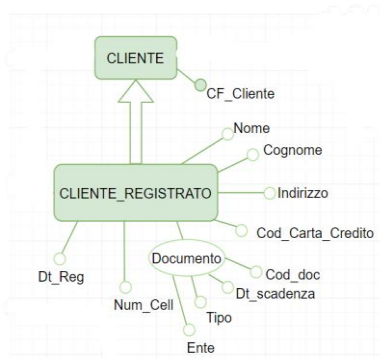 CLIENTE
CF_Cliente
Nome
Cognome
CLIENTE_REGISTRATO
Indirizzo
Cod_Carta_Credito
Documento
Cod_doc
Dt_Reg
Dt_scadenza
Num_Cell
Tipo
Ente